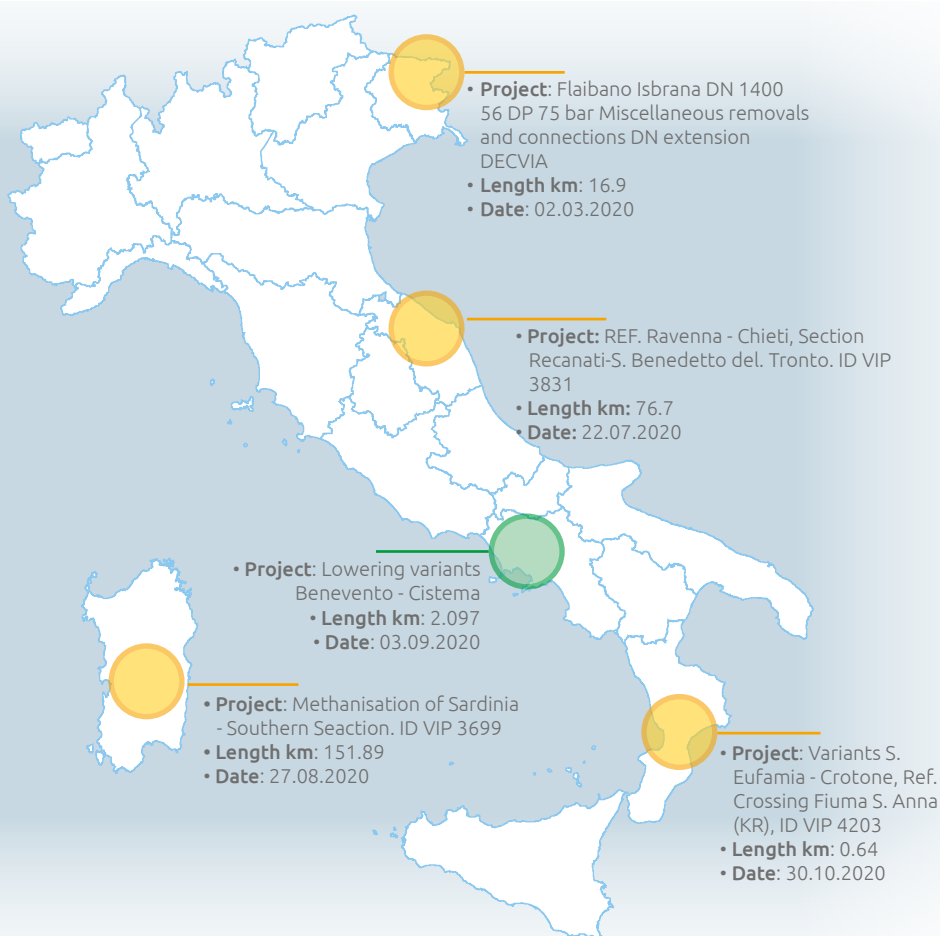 • Project: Flaibano Isbrana DN 1400
56 DP 75 bar Miscellaneous removals
and connections DN extension
DECVIA
• Length km: 16.9
• Date: 02.03.2020
• Project: REF. Ravenna - Chieti, Section
Recanati-S. Benedetto del. Tronto. ID VIP
3831
• Length km: 76.7
• Date: 22.07.2020
• Project: Lowering variants
Benevento - Cistema
• Length km: 2.097
• Date: 03.09.2020
• Project: Methanisation of Sardinia
- Southern Seaction. ID VIP 3699
• Length km: 151.89
• Date: 27.08.2020
• Project: Variants S.
Eufamia - Crotone, Ref.
Crossing Fiuma S. Anna
(KR), ID VIP 4203
• Length km: 0.64
• Date: 30.10.2020